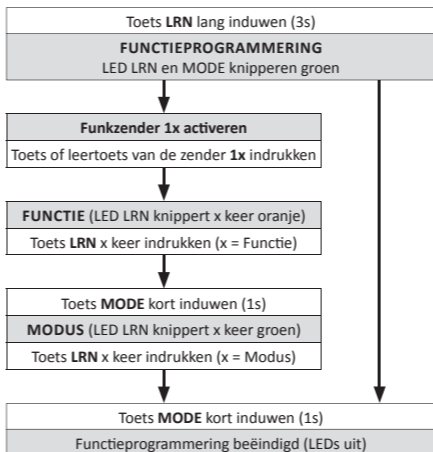 Toets LRN lang induwen (3s)
FUNCTIEPROGRAMMERING
LED LRN en MODE knipperen groen
Funkzender 1x activeren
Toets of leertoets van de zender 1x indrukken
FUNCTIE (LED LRN knippert x keer oranje)
Toets LRN x keer indrukken (x = Functie)
Toets MODE kort induwen (1s)
MODUS (LED LRN knippert x keer groen)
Toets LRN x keer indrukken (x = Modus)
Toets MODE kort induwen (1s)
Functieprogrammering beëindigd (LEDs uit)